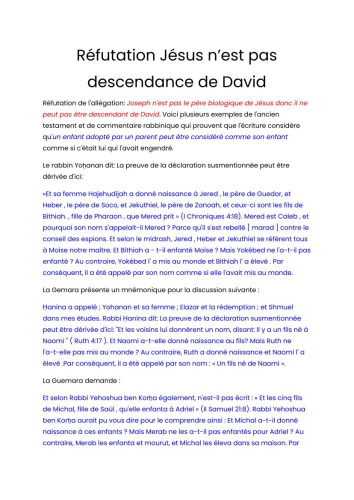 Réfutation Jésus n’est pas
descendance de David
Réfutation de l'allégation: Joseph n'est pas le père biologique de Jésus donc il ne
peut pas être descendant de David. Voici plusieurs exemples de l'ancien
testament et de commentaire rabbinique qui prouvent que l'écriture considère
qu'un enfant adopté par un parent peut être considéré comme son enfant
comme si c'était lui qui l'avait engendré.
Le rabbin Yoḥanan dit: La preuve de la déclaration susmentionnée peut être
dérivée d'ici:
«Et sa femme Hajehudijah a donné naissance à Jered , le père de Guedor, et
Heber , le père de Soco, et Jekuthiel, le père de Zanoah, et ceux-ci sont les fils de
Bithiah. , fille de Pharaon , que Mered prit » (I Chroniques 4:18). Mered est Caleb , et
pourquoi son nom s'appelait-il Mered ? Parce qu'il s'est rebellé [ marad ] contre le
conseil des espions. Et selon le midrash, Jered , Heber et Jekuthiel se réfèrent tous
à Moïse notre maître. Et Bithiah a - t-il enfanté Moïse ? Mais Yokébed ne l'a-t-il pas
enfanté ? Au contraire, Yokébed l' a mis au monde et Bithiah l' a élevé . Par
conséquent, il a été appelé par son nom comme si elle l'avait mis au monde.
La Gemara présente un mnémonique pour la discussion suivante :
Hanina a appelé ; Yohanan et sa femme ; Elazar et la rédemption ; et Shmuel
dans mes études. Rabbi Hanina dit: La preuve de la déclaration susmentionnée
peut être dérivée d'ici: "Et les voisins lui donnèrent un nom, disant: Il y a un fils né à
Naomi " ( Ruth 4:17 ). Et Naomi a-t-elle donné naissance au fils? Mais Ruth ne
l'a-t-elle pas mis au monde ? Au contraire, Ruth a donné naissance et Naomi l' a
élevé .Par conséquent, il a été appelé par son nom : « Un fils né de Naomi ».
La Guemara demande :
Et selon Rabbi Yehoshua ben Korḥa également, n'est-il pas écrit : « Et les cinq fils
de Michal, fille de Saül , qu'elle enfanta à Adriel » (II Samuel 21:8). Rabbi Yehoshua
ben Korḥa aurait pu vous dire pour le comprendre ainsi : Et Michal a-t-il donné
naissance à ces enfants ? Mais Merab ne les a-t-il pas enfantés pour Adriel ? Au
contraire, Merab les enfanta et mourut, et Michal les éleva dans sa maison. Par